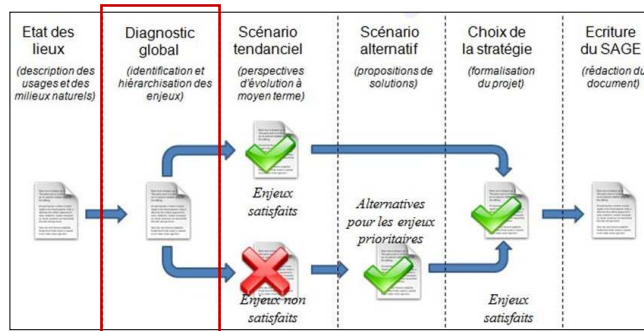 Etat des
lieux
(description des
usages et des
milieux naturels)
Diagnostic
global
(identification et
hiérarchisation des
enjeux)
Scénario
tendanciel
(perspectives
d'évolution à
moyen terme)
Scénario
alternatif
(propositions de
solutions)
Choix de
la stratégie
(formalisation
du projet)
Ecriture
du SAGE
(rédaction du
document)
Enjeux
satisfaits
Alternatives
pour les enjeux
prioritaires
Enjeux non
satisfaits
Enjeux
satisfaits